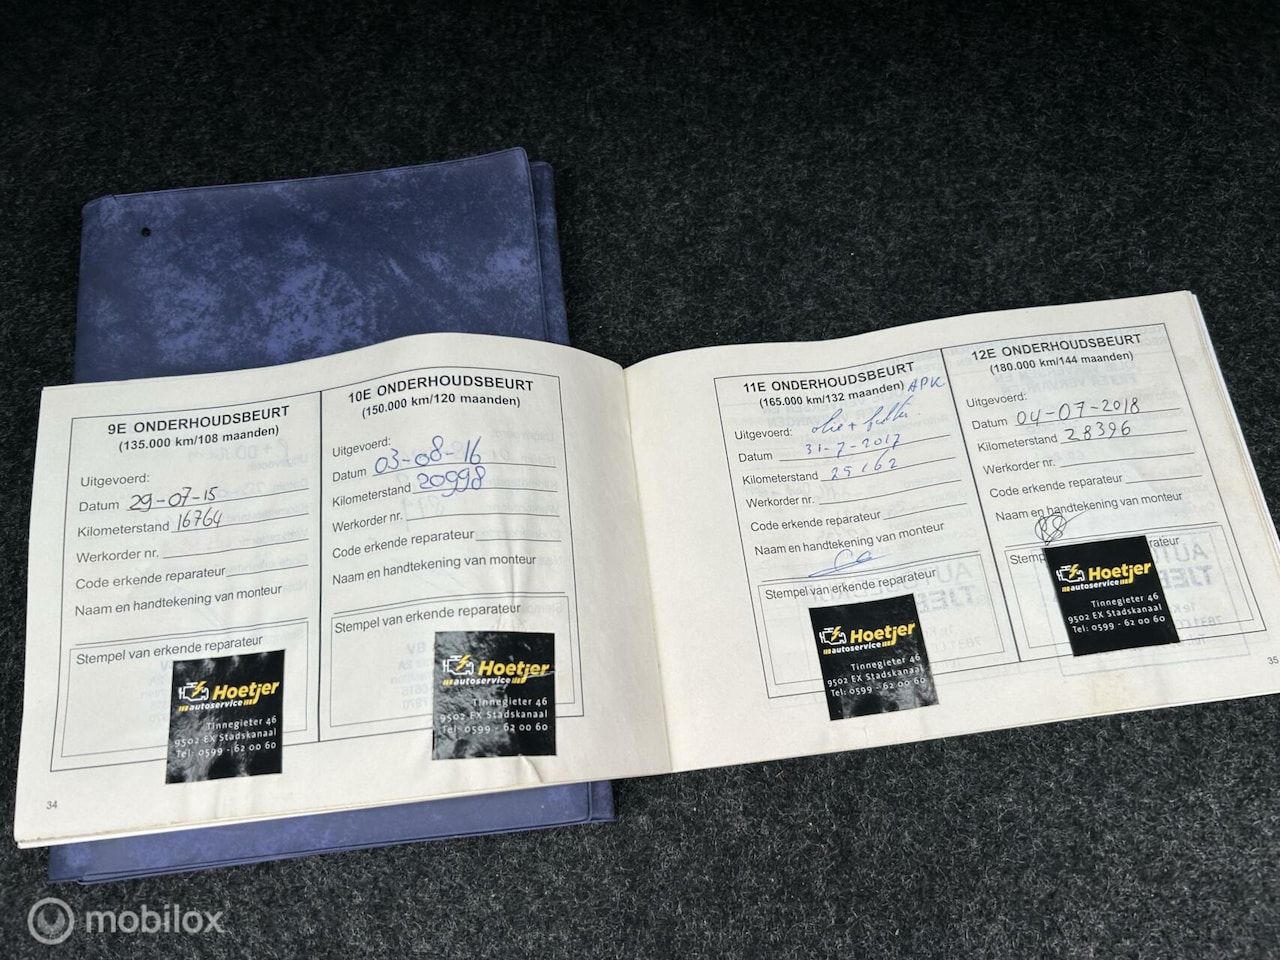 9E ONDERHOUDSBEURT
(135.000 km/108 maanden)
Uitgevoerd:
Datum 29-07-15
Kilometerstand 16764
Werkorder nr.
Code erkende reparateur
Naam en handtekening van monteur
Stempel van erkende reparateur
Hoetjer
autoservice
Tinnegieter 46
9502 EX Stadskanaal
Tel: 0599 - 62 00 60
34
10E ONDERHOUDSBEURT
(150.000 km/120 maanden)
Uitgevoerd:
Datum 03-08-16
Kilometerstand 20998
Werkorder nr.
Code erkende reparateur
Naam en handtekening van monteur
Stempel van erkende reparateur
Hoetjer
autoservice
Tinnegieter 46
9502 EX Stadskanaal
Tel: 0599 - 62 00 60
11E ONDERHOUDSBEURT
(165.000 km/132 maanden) APK
Uitgevoerd: olie + filter.
Datum 31-7-2017
Kilometerstand 25162
Werkorder nr.
Code erkende reparateur
Naam en handtekening van monteur
Stempel van erkende reparateur
Hoetjer
autoservice
Tinnegieter 46
9502 EX Stadskanaal
Tel: 0599 - 62 00 60
12E ONDERHOUDSBEURT
(180.000 km/144 maanden)
Uitgevoerd:
Datum 04-07-2018
Kilometerstand 28396
Werkorder nr.
Code erkende reparateur
Naam en handtekening van monteur
Stemp
arateur
Hoetjer
autoservice
Tinnegieter 46
9502 EX Stadskanaal
Tel: 0599 - 62 00 60
35
mobilox